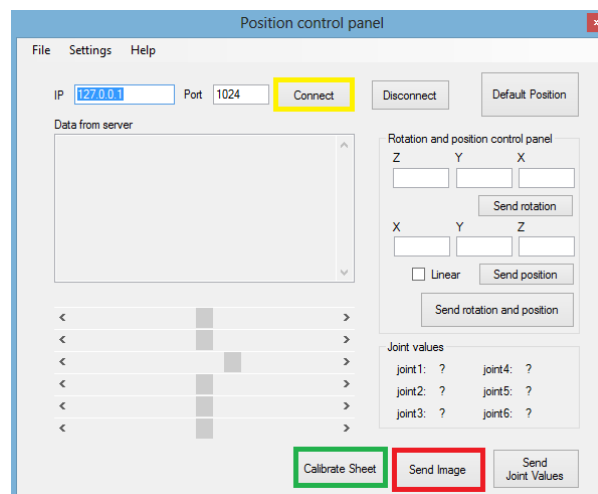 Position control panel
File Settings Help
IP 127.0.0.1 Port 1024 Connect Disconnect Default Position
Data from server
Rotation and position control panel
Z Y X
Send rotation
X Y Z
Linear Send position
Send rotation and position
Joint values
joint1: ? joint4: ?
joint2: ? joint5: ?
joint3: ? joint6: ?
Calibrate Sheet Send Image Send
Joint Values